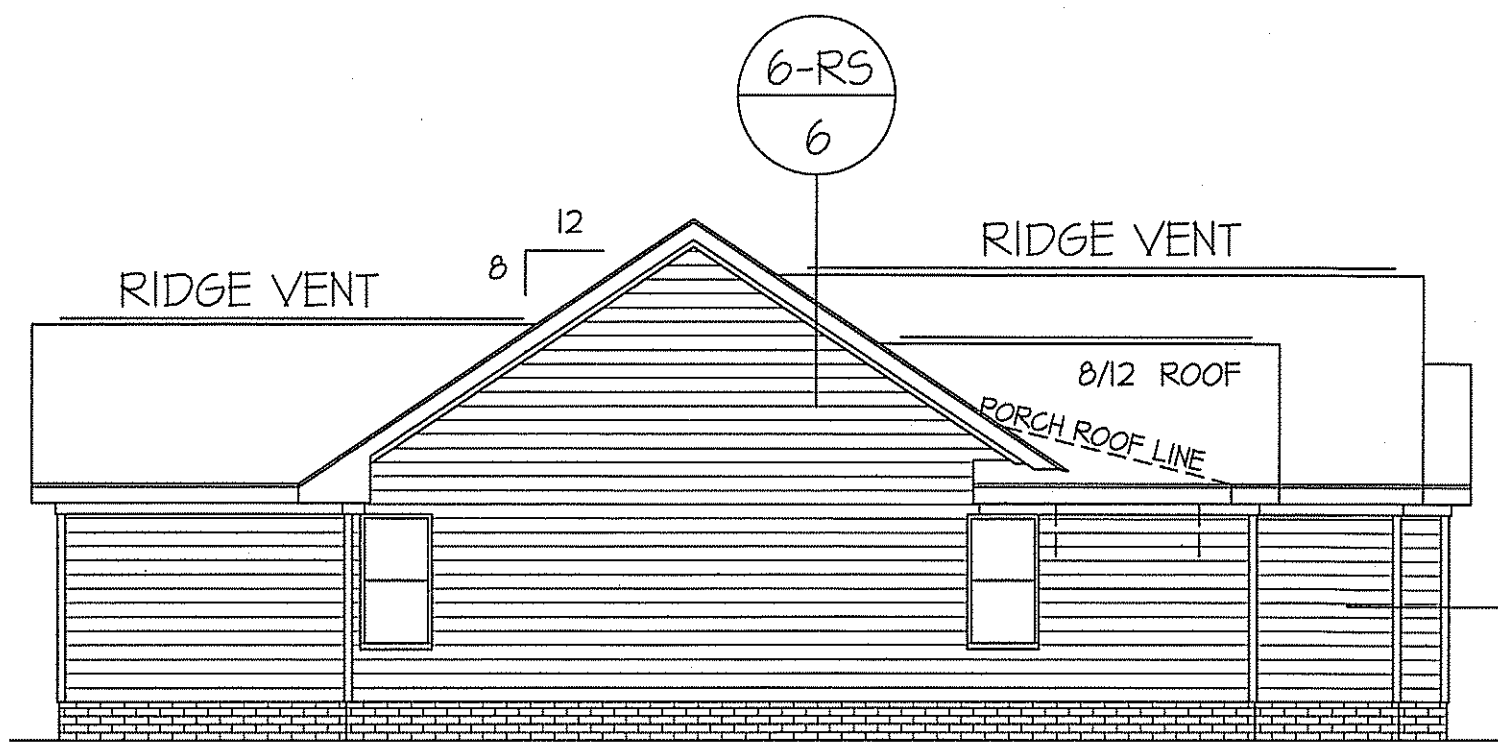 6-RS
6
12
8
RIDGE VENT
RIDGE VENT
8/12 ROOF
PORCH ROOF LINE